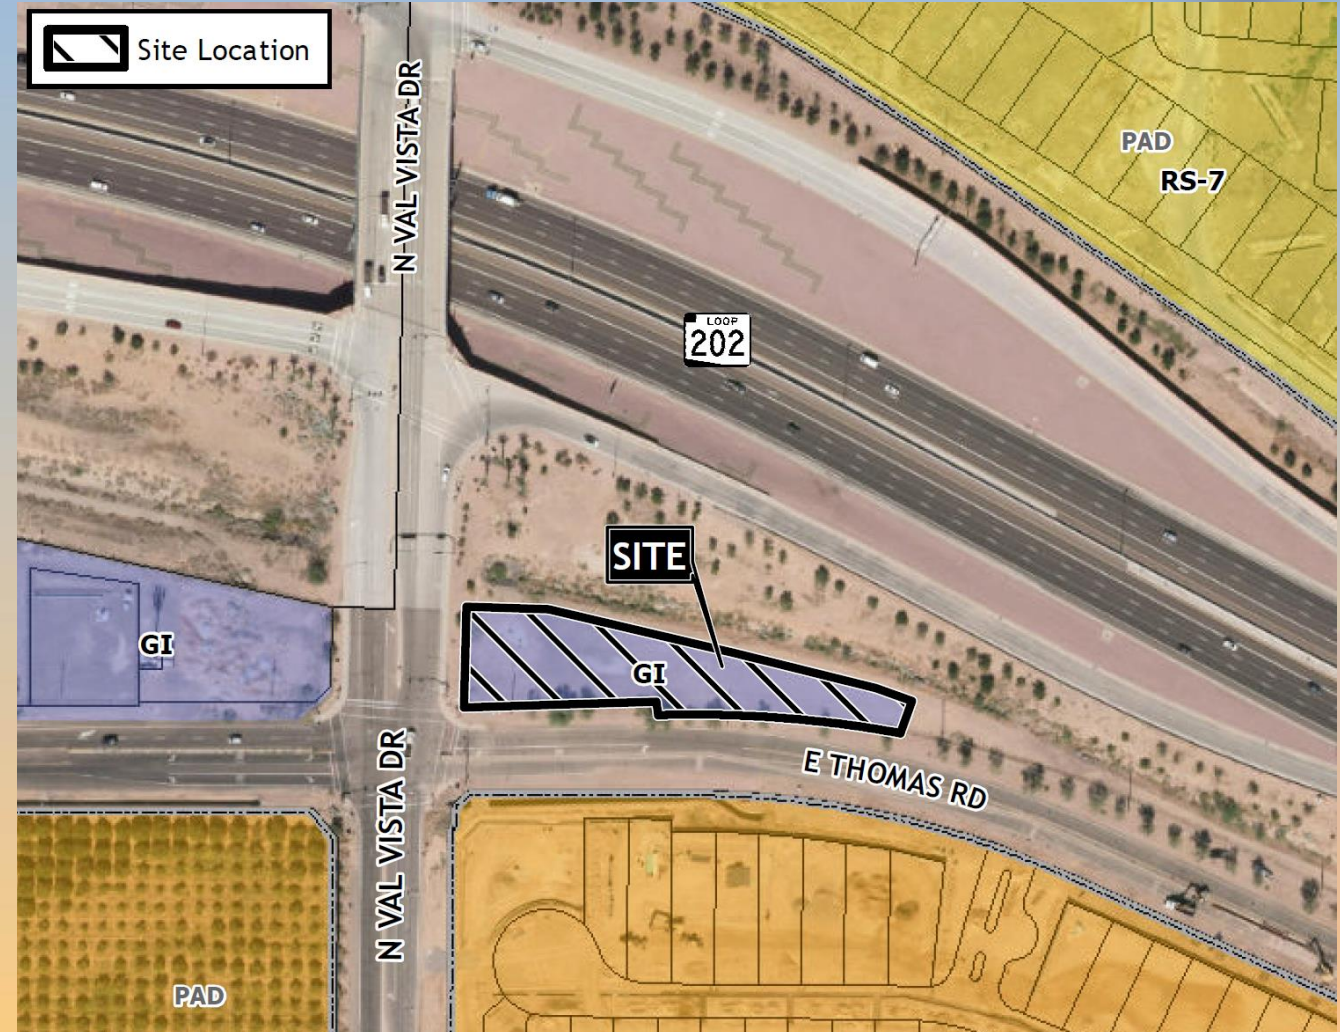 Site Location
N VAL VISTA DR
PAD
RS-7
LOOP
202
SITE
GI
GI
E THOMAS RD
N VAL VISTA DR
PAD